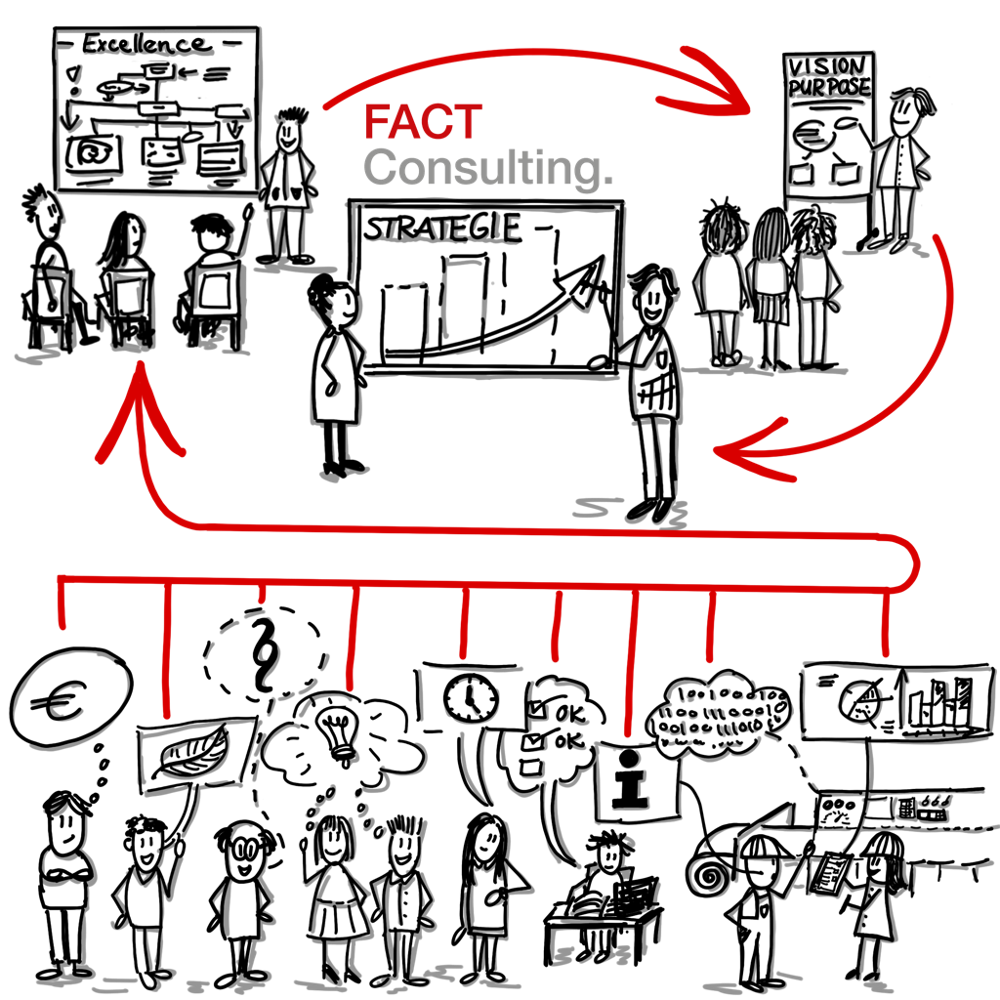 - Excellence -
!
FACT
Consulting.
VISION
PURPOSE
€
STRATEGIE -
€
§
OK
OK
i